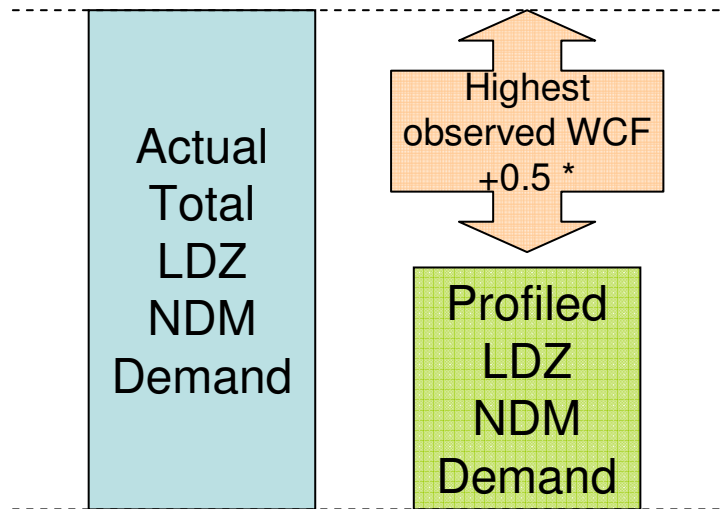 Actual
Total
LDZ
NDM
Demand
Highest
observed WCF
+0.5 *
Profiled
LDZ
NDM
Demand